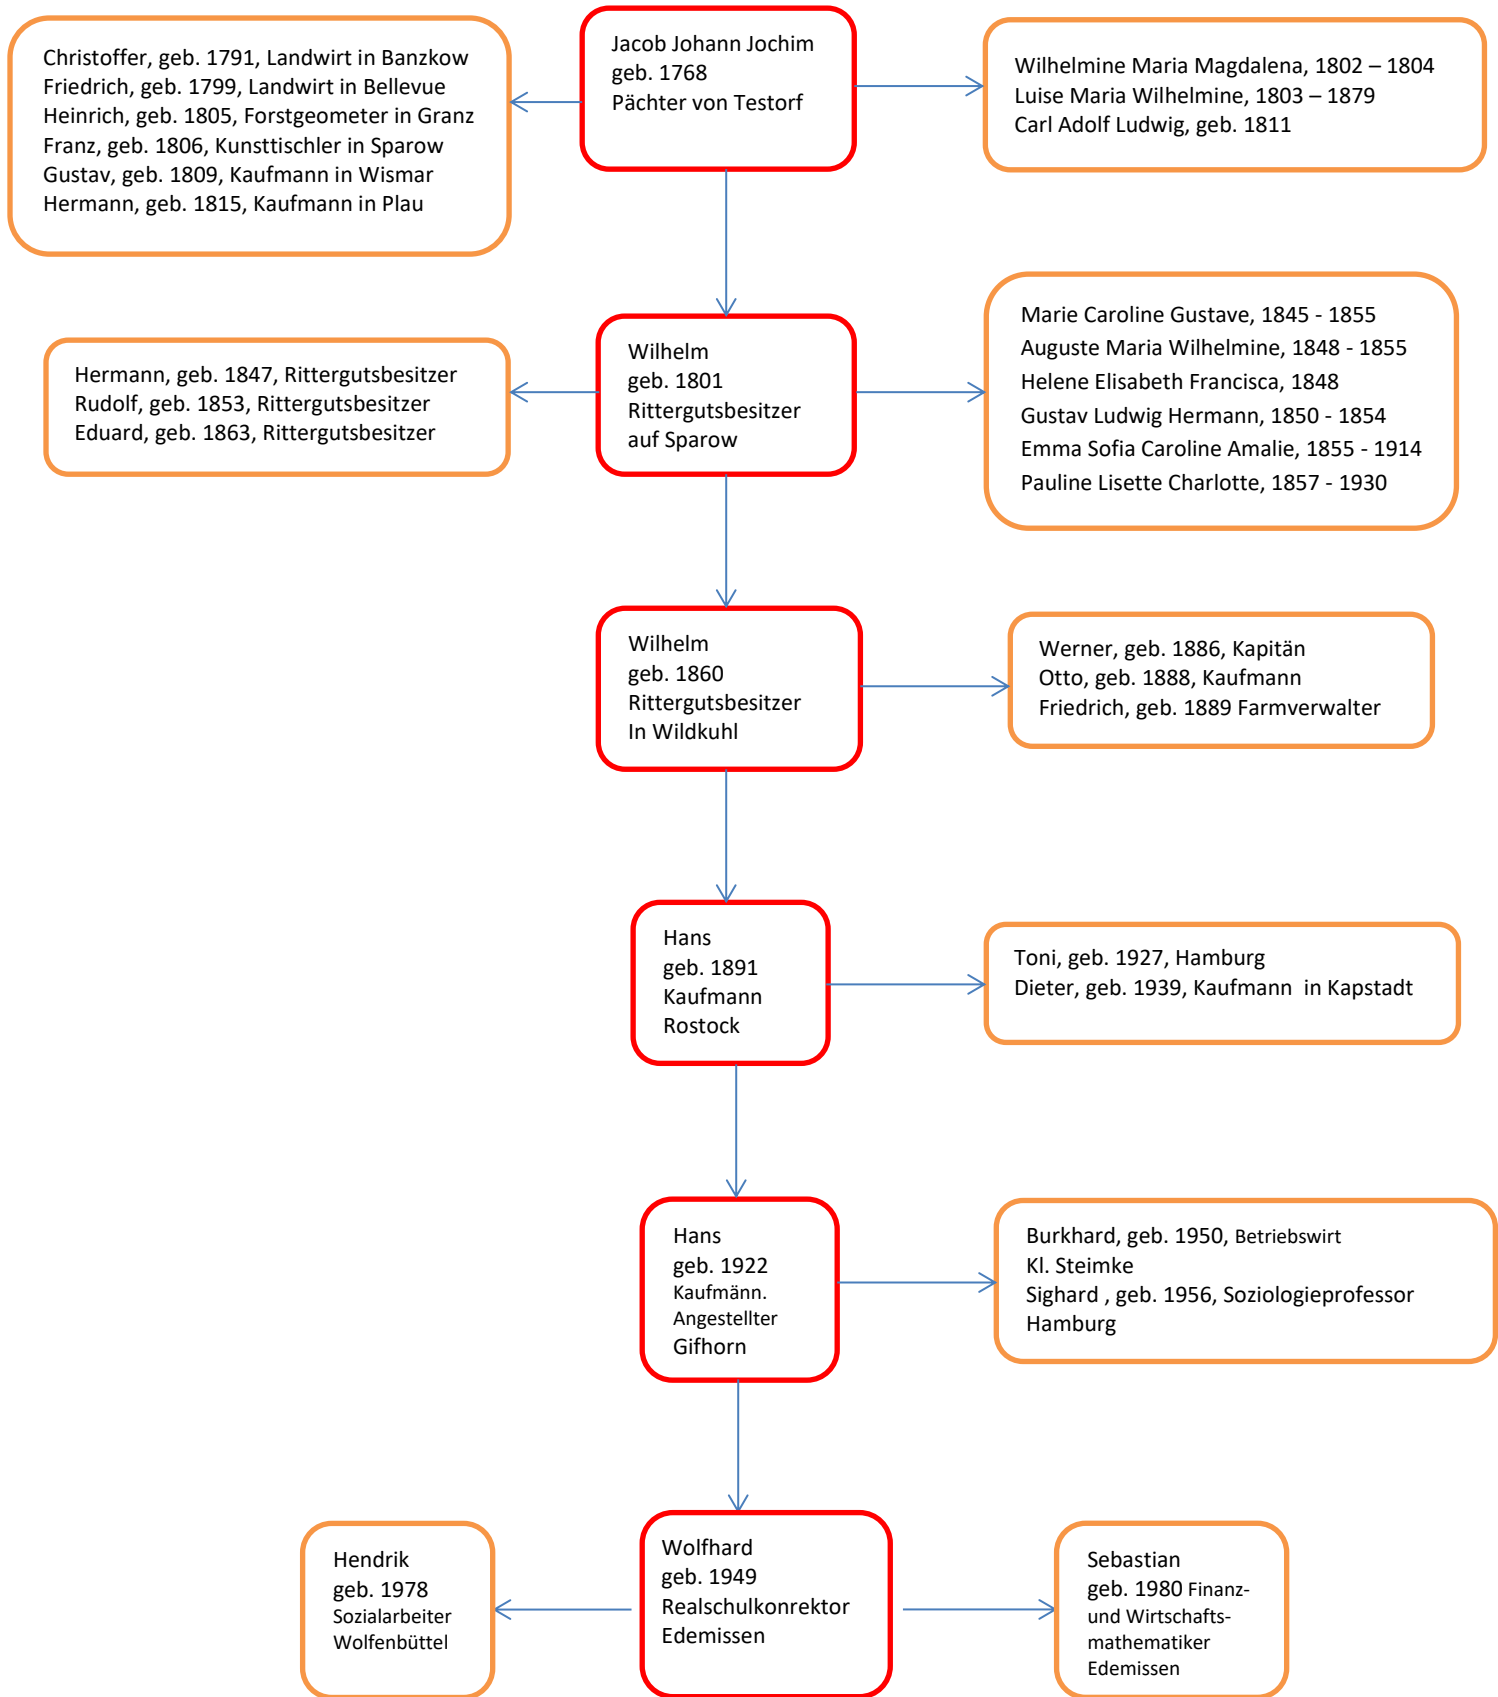 Christoffer, geb. 1791, Landwirt in Banzkow
Friedrich, geb. 1799, Landwirt in Bellevue
Heinrich, geb. 1805, Forstgeometer in Granz
Franz, geb. 1806, Kunsttischler in Sparow
Gustav, geb. 1809, Kaufmann in Wismar
Hermann, geb. 1815, Kaufmann in Plau
Jacob Johann Jochim
geb. 1768
Pächter von Testorf
Wilhelmine Maria Magdalena, 1802 – 1804
Luise Maria Wilhelmine, 1803 – 1879
Carl Adolf Ludwig, geb. 1811
Hermann, geb. 1847, Rittergutsbesitzer
Rudolf, geb. 1853, Rittergutsbesitzer
Eduard, geb. 1863, Rittergutsbesitzer
Wilhelm
geb. 1801
Rittergutsbesitzer
auf Sparow
Marie Caroline Gustave, 1845 - 1855
Auguste Maria Wilhelmine, 1848 - 1855
Helene Elisabeth Francisca, 1848
Gustav Ludwig Hermann, 1850 - 1854
Emma Sofia Caroline Amalie, 1855 - 1914
Pauline Lisette Charlotte, 1857 - 1930
Wilhelm
geb. 1860
Rittergutsbesitzer
In Wildkuhl
Werner, geb. 1886, Kapitän
Otto, geb. 1888, Kaufmann
Friedrich, geb. 1889 Farmverwalter
Hans
geb. 1891
Kaufmann
Rostock
Toni, geb. 1927, Hamburg
Dieter, geb. 1939, Kaufmann  in Kapstadt
Hans
geb. 1922
Kaufmänn.
Angestellter
Gifhorn
Burkhard, geb. 1950, Betriebswirt
Kl. Steimke
Sighard , geb. 1956, Soziologieprofessor
Hamburg
Hendrik
geb. 1978
Sozialarbeiter
Wolfenbüttel
Wolfhard
geb. 1949
Realschulkonrektor
Edemissen
Sebastian
geb. 1980 Finanz-
und Wirtschafts-
mathematiker
Edemissen